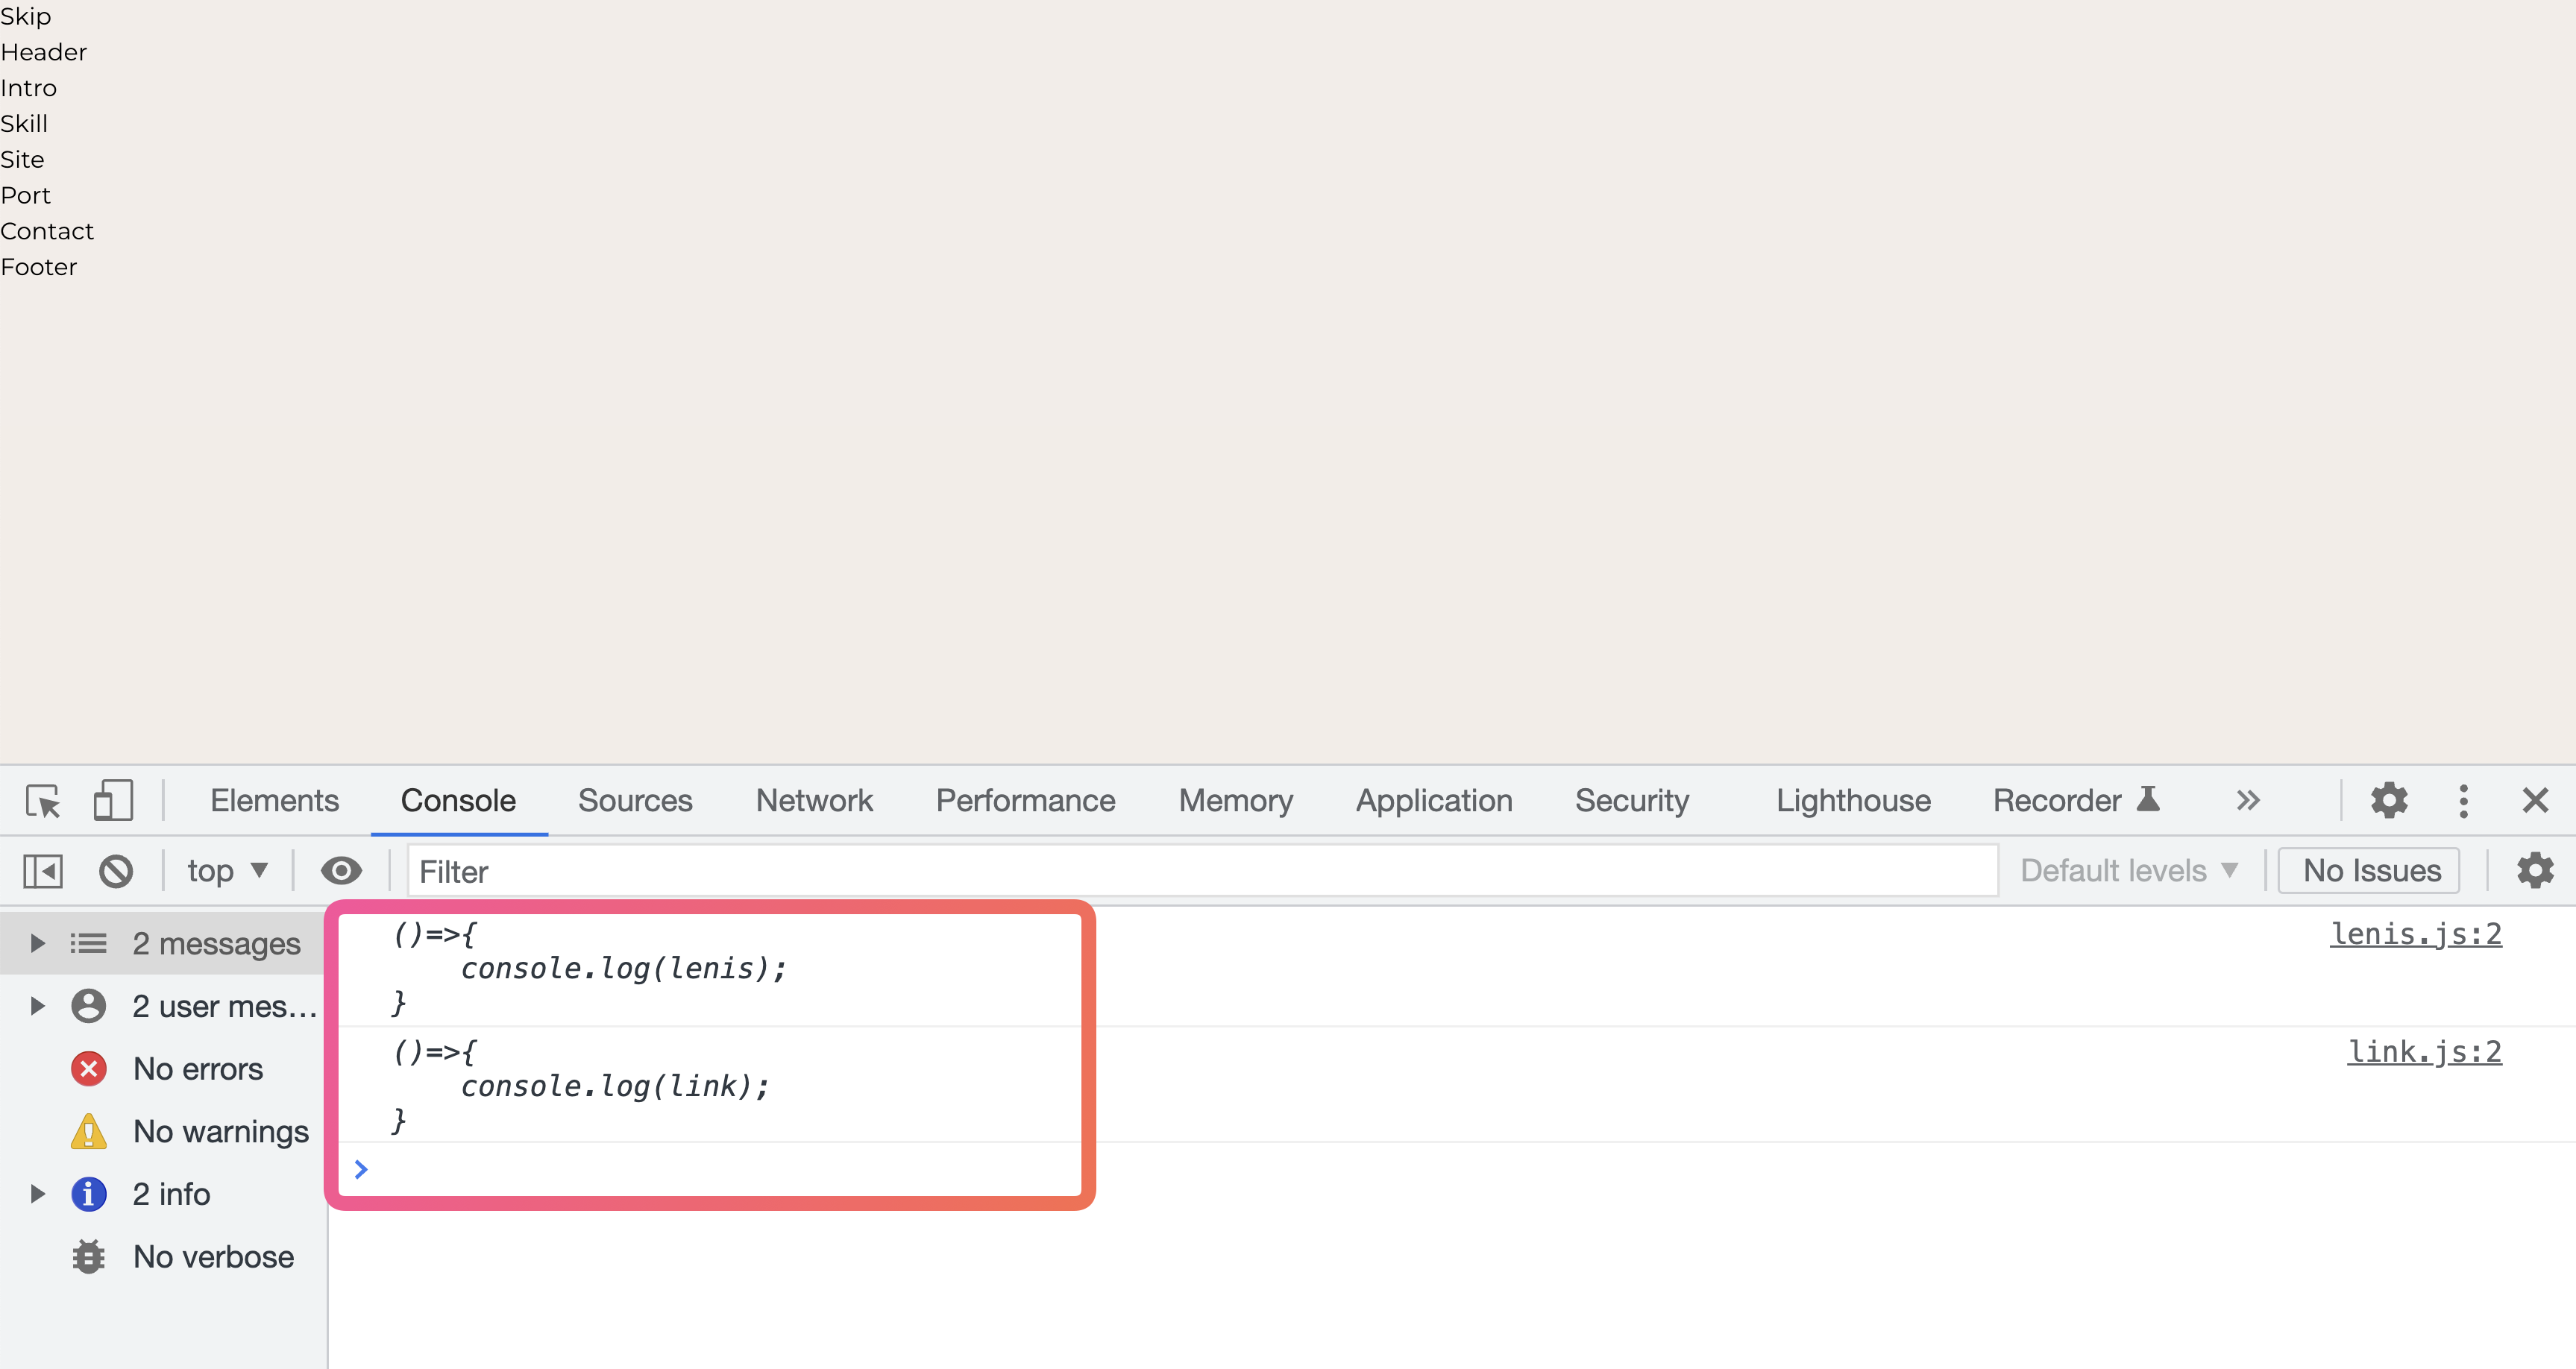 Skip
Header
Intro
Skill
Site
Port
Contact
Footer
Elements Console Sources Network Performance Memory Application Security Lighthouse Recorder
top Filter Default levels No Issues
2 messages
2 user mes...
No errors
No warnings
2 info
No verbose
()=>{ lenis.js:2
console.log(lenis);
}
()=>{ link.js:2
console.log(link);
}
>